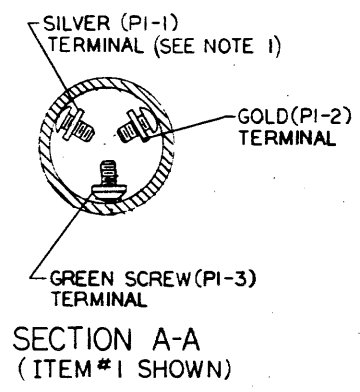 SILVER (P1-1)
TERMINAL (SEE NOTE 1)
GOLD(P1-2)
TERMINAL
GREEN SCREW(P1-3)
TERMINAL
SECTION A-A
(ITEM#1 SHOWN)